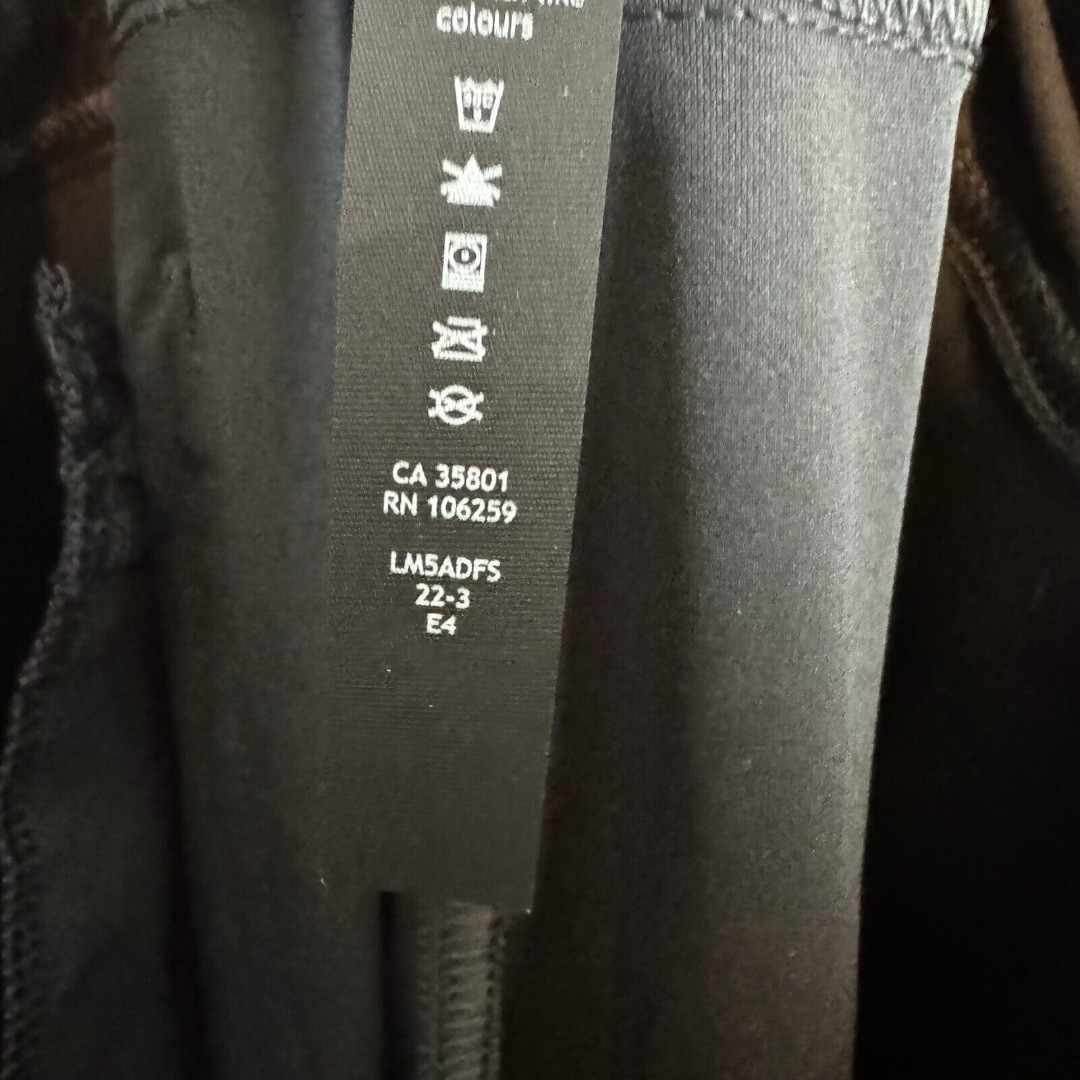 colours
CA 35801
RN 106259
LM5ADFS
22-3
E4